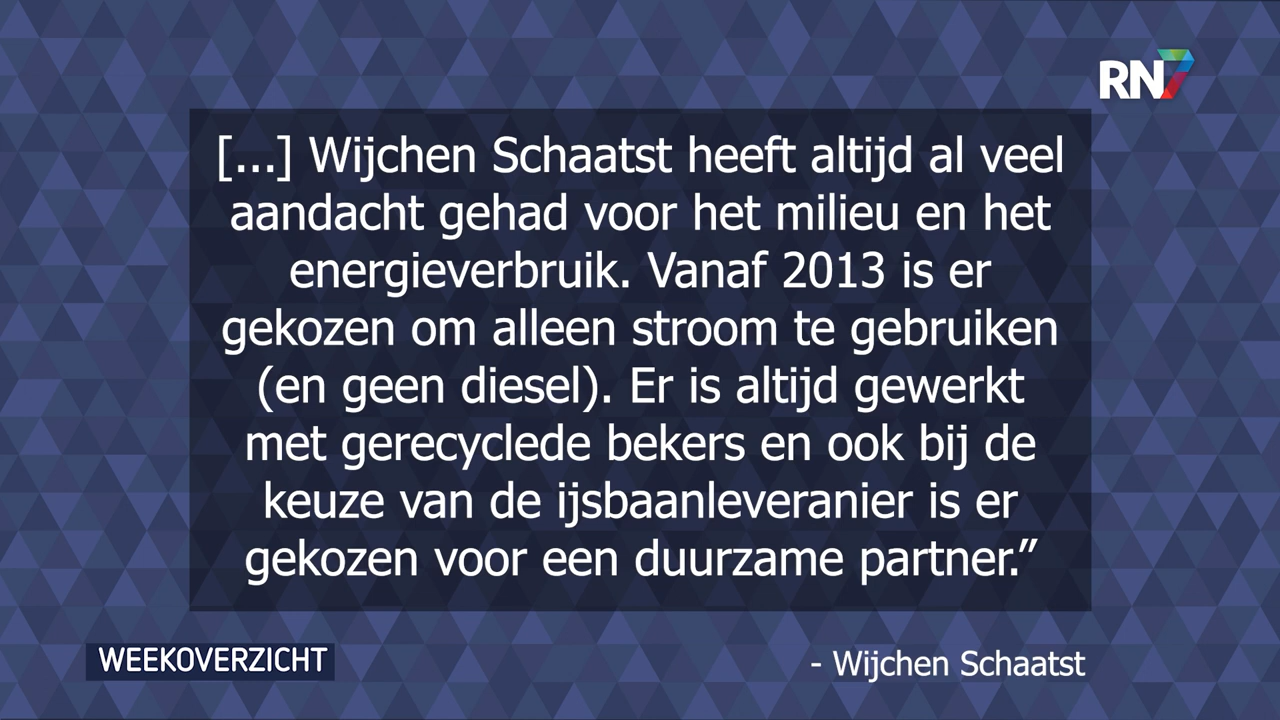 RN7
[...] Wijchen Schaatst heeft altijd al veel
aandacht gehad voor het milieu en het
energieverbruik. Vanaf 2013 is er
gekozen om alleen stroom te gebruiken
(en geen diesel). Er is altijd gewerkt
met gerecyclede bekers en ook bij de
keuze van de ijsbaanleveranier is er
gekozen voor een duurzame partner.”
WEEKOVERZICHT
- Wijchen Schaatst